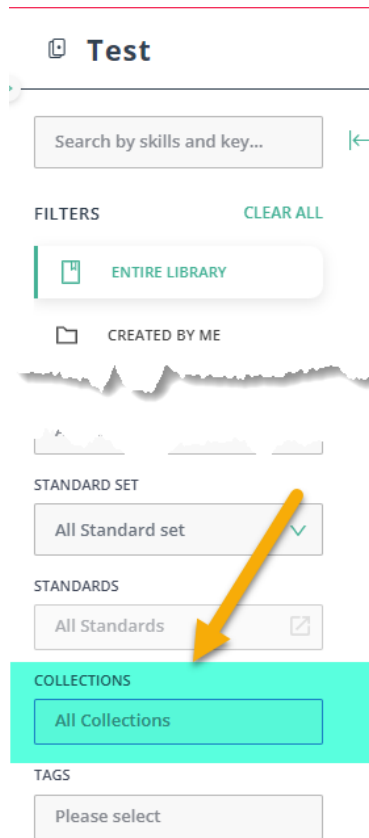 Test
Search by skills and key...
FILTERS CLEAR ALL
ENTIRE LIBRARY
CREATED BY ME
STANDARD SET
All Standard set
STANDARDS
All Standards
COLLECTIONS
All Collections
TAGS
Please select